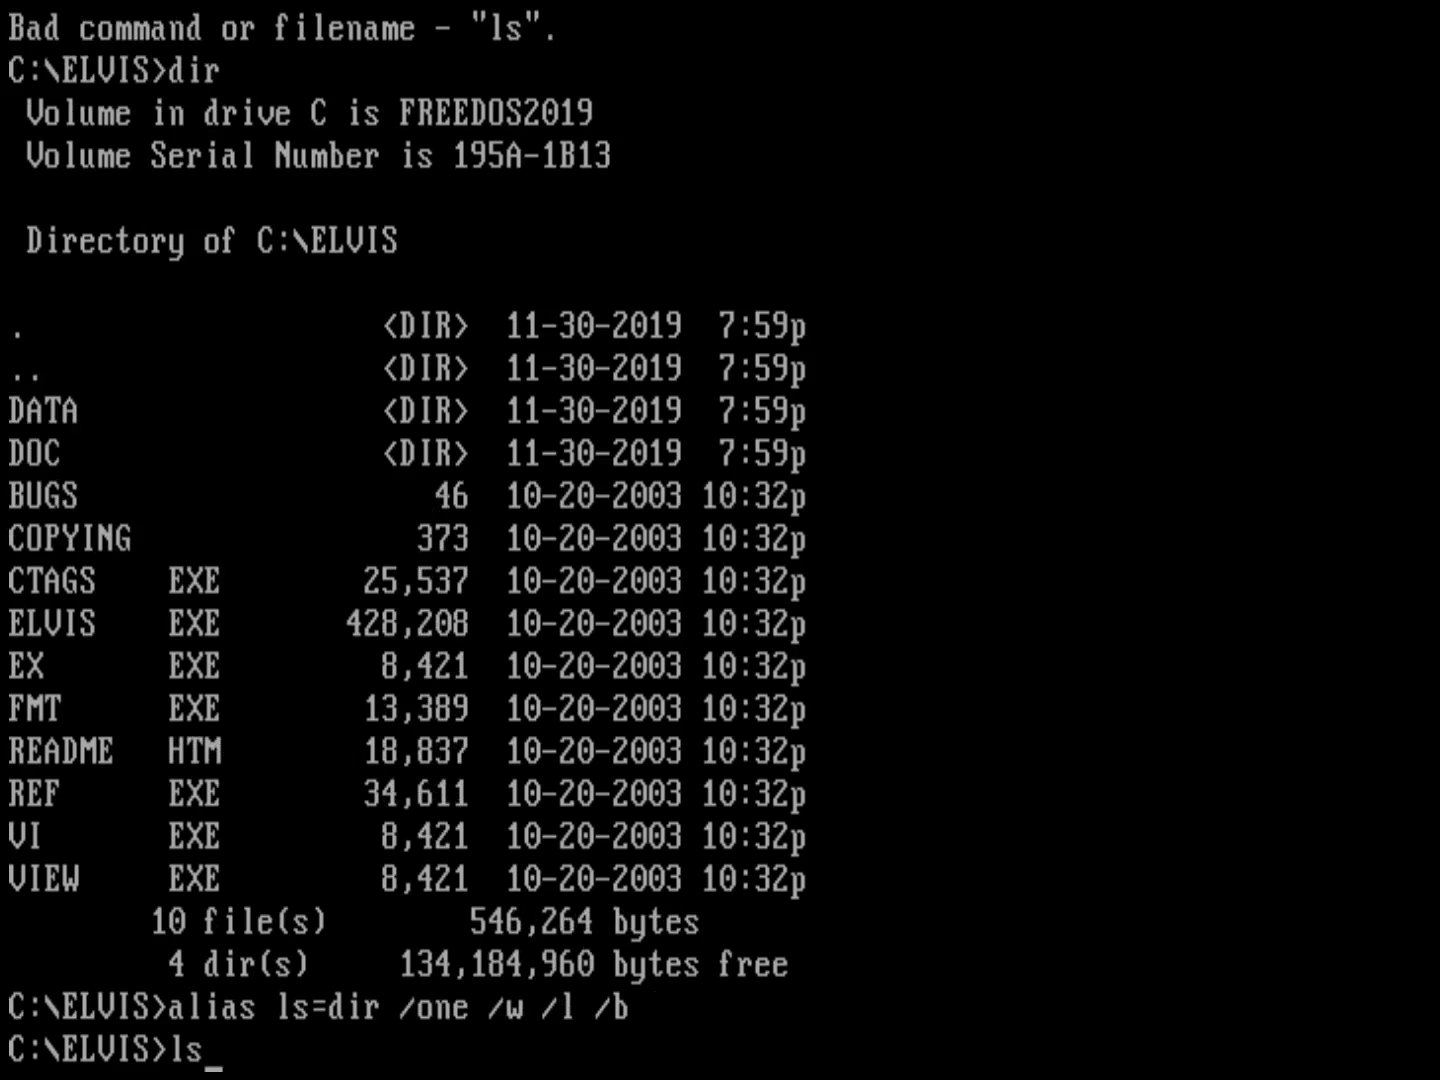 Bad command or filename - "ls".
C:\ELVIS>dir
 Volume in drive C is FREEDOS2019
 Volume Serial Number is 195A-1B13

 Directory of C:\ELVIS

.                    <DIR>  11-30-2019  7:59p
..                   <DIR>  11-30-2019  7:59p
DATA                 <DIR>  11-30-2019  7:59p
DOC                  <DIR>  11-30-2019  7:59p
BUGS                    46  10-20-2003 10:32p
COPYING                373  10-20-2003 10:32p
CTAGS    EXE        25,537  10-20-2003 10:32p
ELVIS    EXE       428,208  10-20-2003 10:32p
EX       EXE         8,421  10-20-2003 10:32p
FMT      EXE        13,389  10-20-2003 10:32p
README   HTM        18,837  10-20-2003 10:32p
REF      EXE        34,611  10-20-2003 10:32p
VI       EXE         8,421  10-20-2003 10:32p
VIEW     EXE         8,421  10-20-2003 10:32p
        10 file(s)        546,264 bytes
         4 dir(s)     134,184,960 bytes free
C:\ELVIS>alias ls=dir /one /w /l /b
C:\ELVIS>ls_